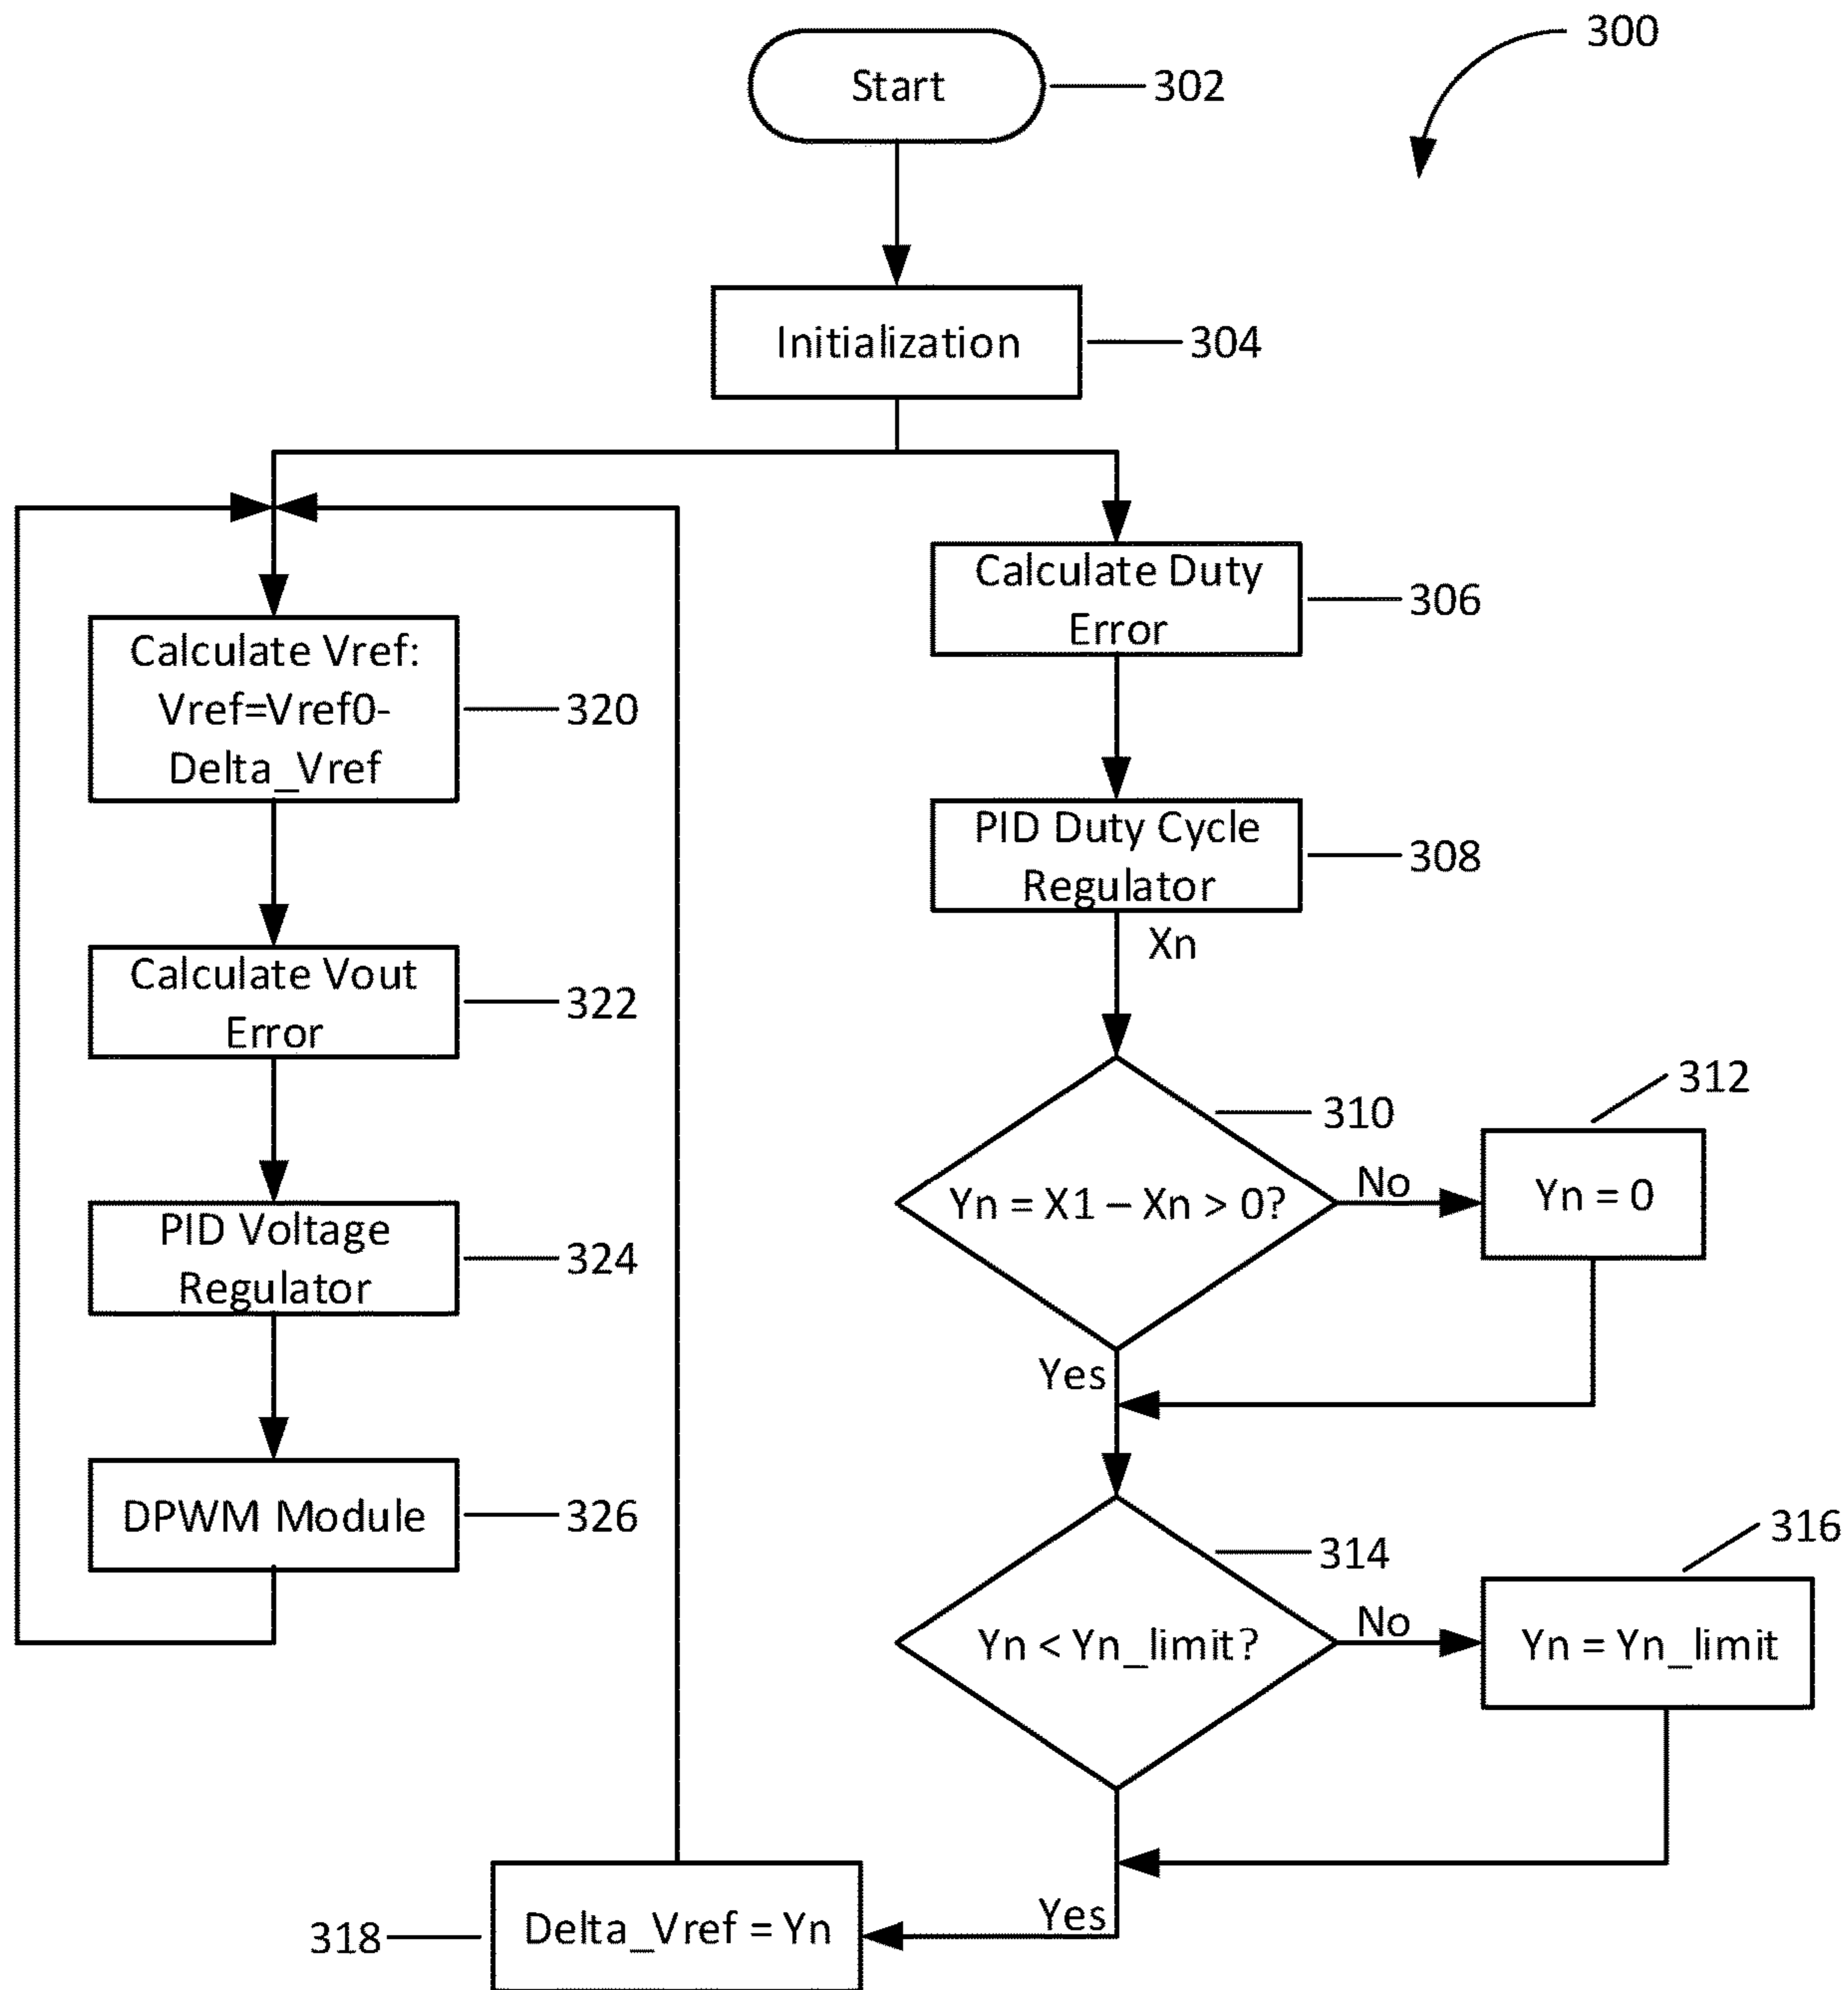 300
Start
302
Initialization
304
Calculate Duty
Error
306
Calculate Vref:
Vref=Vref0-
Delta_Vref
320
PID Duty Cycle
Regulator
308
Xn
Calculate Vout
Error
322
310
312
Yn = X1 – Xn > 0?
No
Yn = 0
PID Voltage
Regulator
324
Yes
DPWM Module
326
314
316
Yn < Yn_limit?
No
Yn = Yn_limit
Yes
Delta_Vref = Yn
318